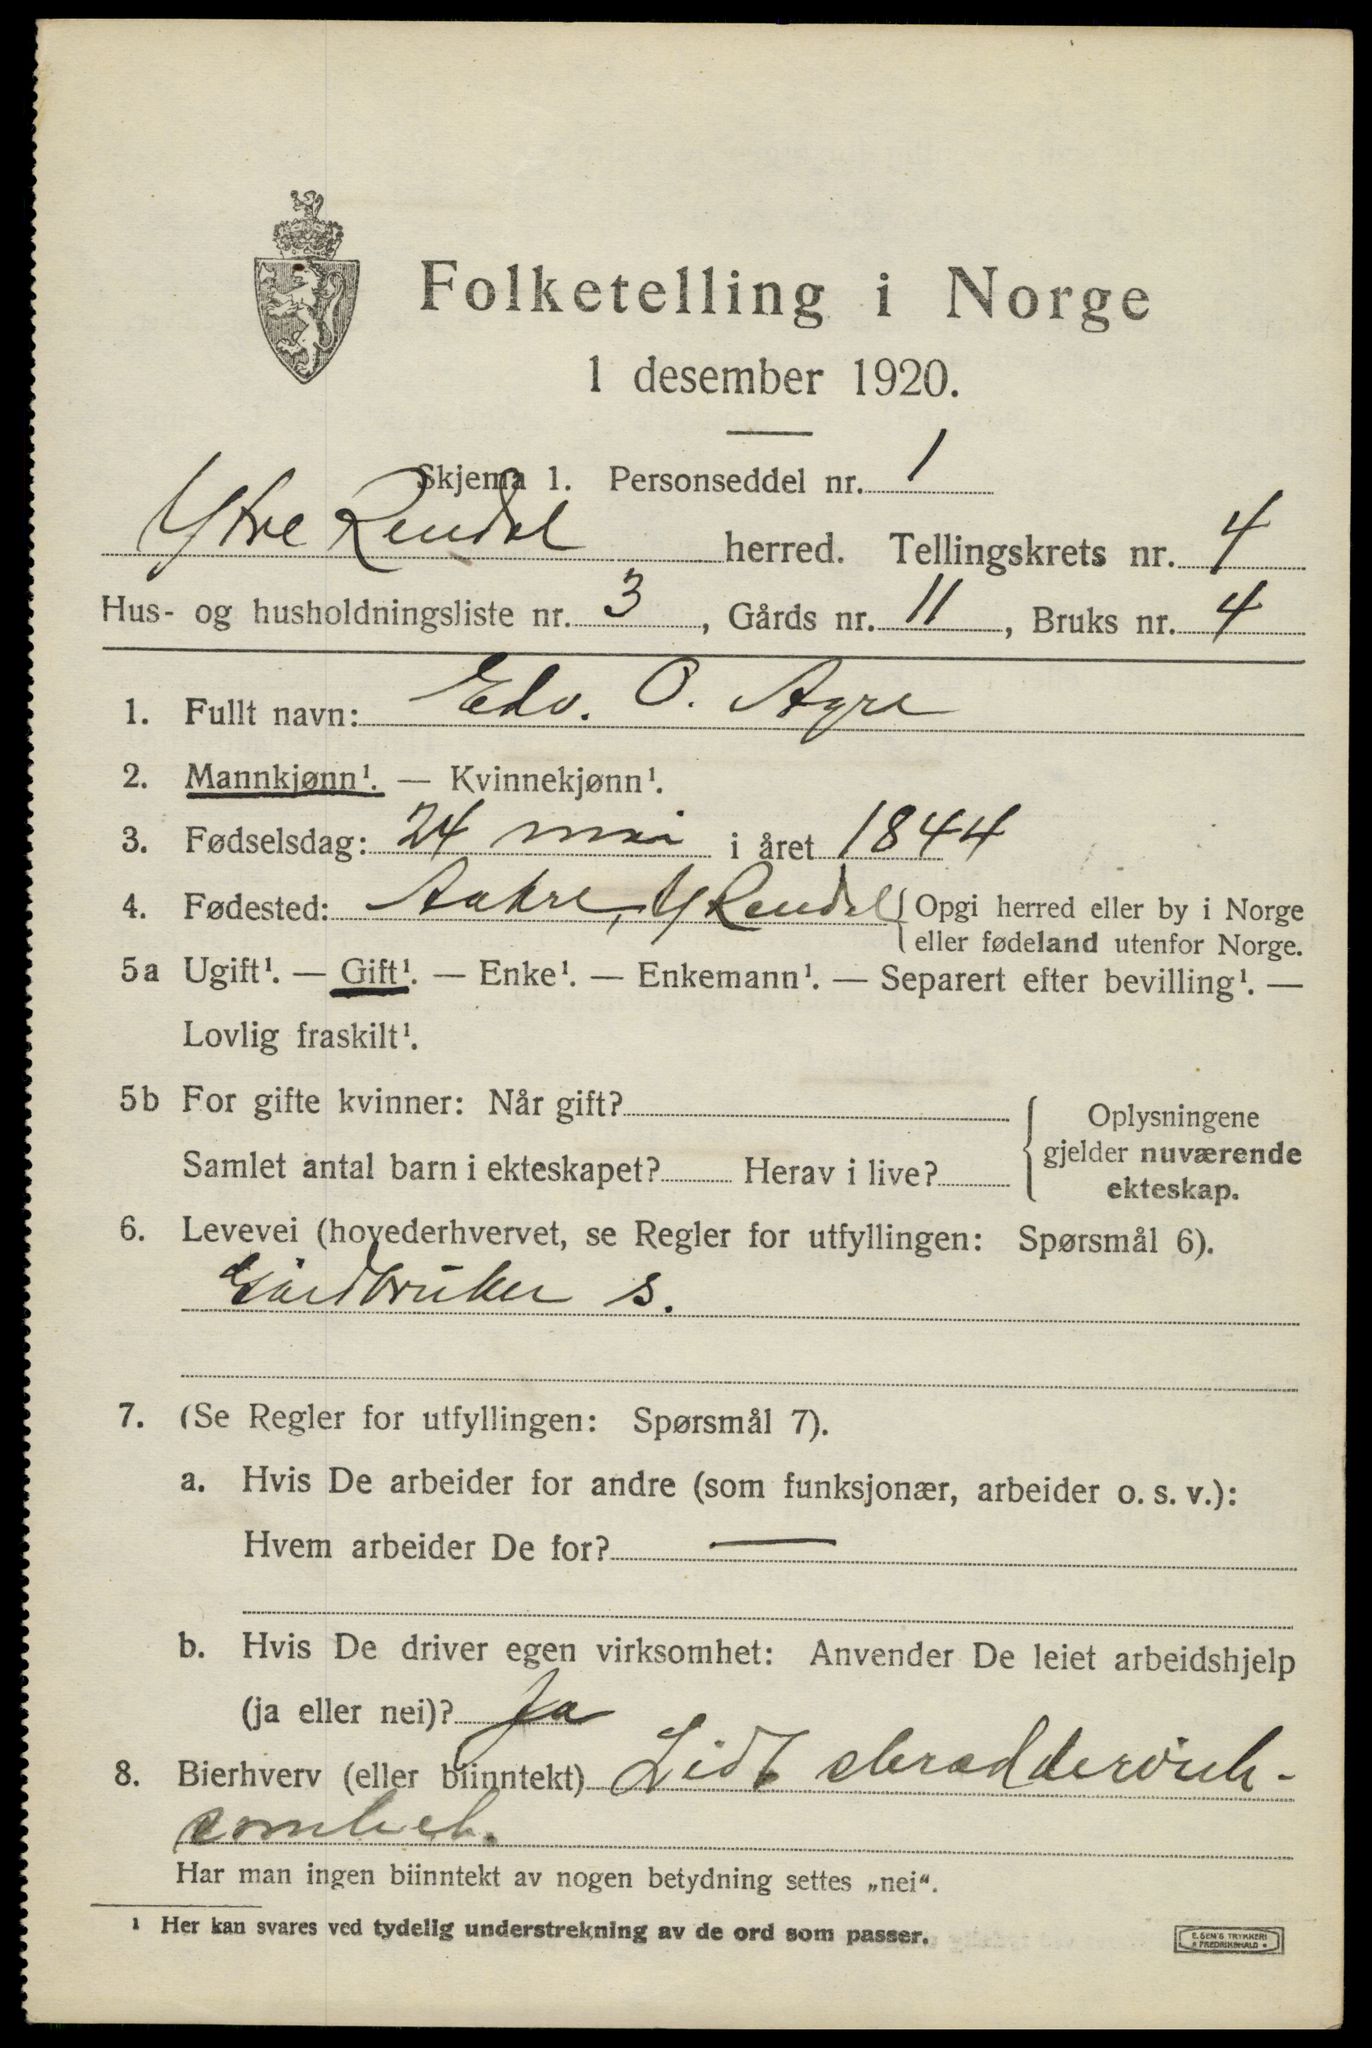 Folketelling i Norge
1 desember 1920.
Skjema 1. Personseddel nr. 1
Ytre Rendal herred. Tellingskrets nr. 4
Hus- og husholdningsliste nr. 3, Gårds nr. 11, Bruks nr. 4
1. Fullt navn: Edv. O. Agre
2. Mannkjønn¹. — Kvinnekjønn¹.
3. Fødselsdag: 24 mai i året 1844
4. Fødested: Aakre, Y Rendal { Opgi herred eller by i Norge
eller fødeland utenfor Norge.
5a Ugift¹. — Gift¹. — Enke¹. — Enkemann¹. — Separert efter bevilling¹. —
Lovlig fraskilt¹.
5b For gifte kvinner: Når gift?
Samlet antal barn i ekteskapet? Herav i live?
{ Oplysningene
gjelder nuværende
ekteskap.
6. Levevei (hovederhvervet, se Regler for utfyllingen: Spørsmål 6).
Gårdbruker s.
7. (Se Regler for utfyllingen: Spørsmål 7).
a. Hvis De arbeider for andre (som funksjonær, arbeider o. s. v.):
Hvem arbeider De for? —
b. Hvis De driver egen virksomhet: Anvender De leiet arbeidshjelp
(ja eller nei)? Ja
8. Bierhverv (eller biinntekt) Lidt skræddervirk-
somhet.
Har man ingen biinntekt av nogen betydning settes „nei“.
¹ Her kan svares ved tydelig understrekning av de ord som passer.
E. SEM'S TRYKKERI
FREDRIKSHALD